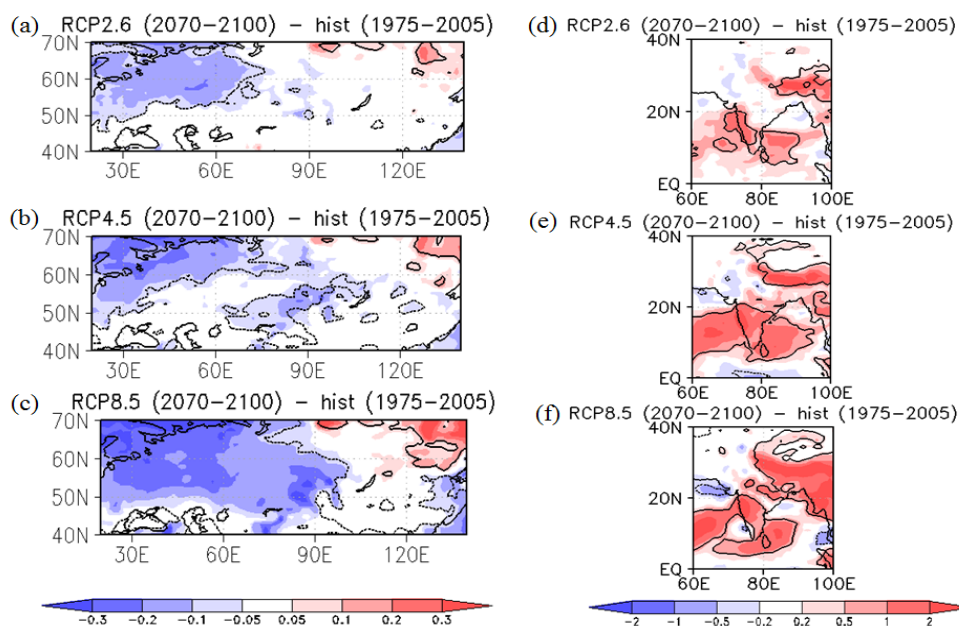 (a) RCP2.6 (2070-2100) - hist (1975-2005)
70N
60N
50N
40N
30E 60E 90E 120E
(b) RCP4.5 (2070-2100) - hist (1975-2005)
70N
60N
50N
40N
30E 60E 90E 120E
(c) RCP8.5 (2070-2100) - hist (1975-2005)
70N
60N
50N
40N
30E 60E 90E 120E
-0.3 -0.2 -0.1 -0.05 0.05 0.1 0.2 0.3
(d) RCP2.6 (2070-2100) - hist (1975-2005)
40N
20N
EQ
60E 80E 100E
(e) RCP4.5 (2070-2100) - hist (1975-2005)
40N
20N
EQ
60E 80E 100E
(f) RCP8.5 (2070-2100) - hist (1975-2005)
40N
20N
EQ
60E 80E 100E
-2 -1 -0.5 -0.2 0.2 0.5 1 2